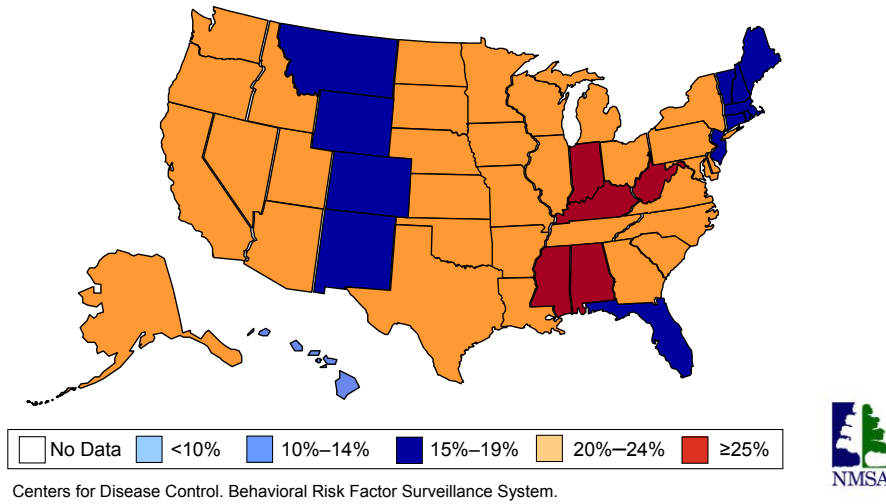 No Data <10% 10%–14% 15%–19% 20%–24% ≥25%
NMSA
Centers for Disease Control. Behavioral Risk Factor Surveillance System.